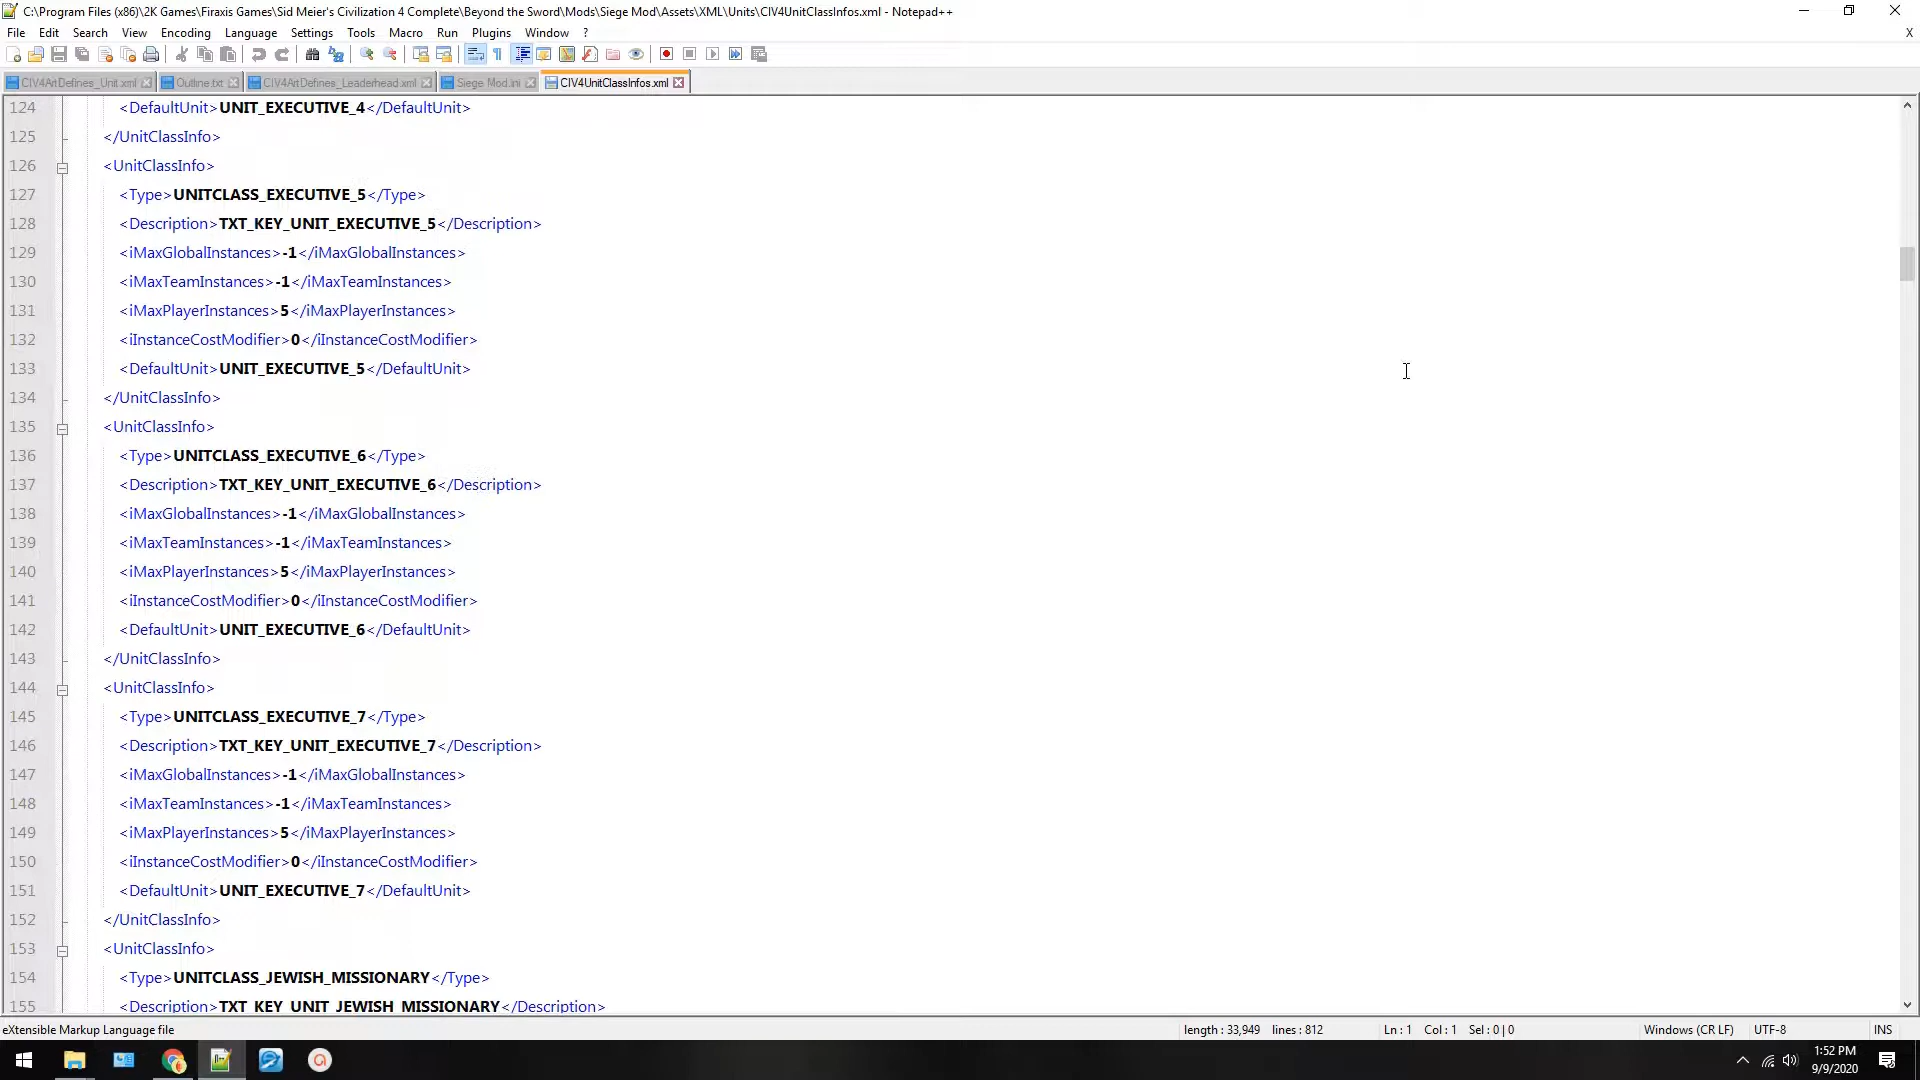 C:\Program Files (x86)\2K Games\Firaxis Games\Sid Meier's Civilization 4 Complete\Beyond the Sword\Mods\Siege Mod\Assets\XML\Units\CIV4UnitClassInfos.xml - Notepad++
File Edit Search View Encoding Language Settings Tools Macro Run Plugins Window ? X
CIV4ArtDefines_Unit.xml Outline.txt CIV4ArtDefines_Leaderhead.xml Siege Mod.ini CIV4UnitClassInfos.xml
124 <DefaultUnit>UNIT_EXECUTIVE_4</DefaultUnit>
125 </UnitClassInfo>
126 <UnitClassInfo>
127 <Type>UNITCLASS_EXECUTIVE_5</Type>
128 <Description>TXT_KEY_UNIT_EXECUTIVE_5</Description>
129 <iMaxGlobalInstances>-1</iMaxGlobalInstances>
130 <iMaxTeamInstances>-1</iMaxTeamInstances>
131 <iMaxPlayerInstances>5</iMaxPlayerInstances>
132 <iInstanceCostModifier>0</iInstanceCostModifier>
133 <DefaultUnit>UNIT_EXECUTIVE_5</DefaultUnit>
134 </UnitClassInfo>
135 <UnitClassInfo>
136 <Type>UNITCLASS_EXECUTIVE_6</Type>
137 <Description>TXT_KEY_UNIT_EXECUTIVE_6</Description>
138 <iMaxGlobalInstances>-1</iMaxGlobalInstances>
139 <iMaxTeamInstances>-1</iMaxTeamInstances>
140 <iMaxPlayerInstances>5</iMaxPlayerInstances>
141 <iInstanceCostModifier>0</iInstanceCostModifier>
142 <DefaultUnit>UNIT_EXECUTIVE_6</DefaultUnit>
143 </UnitClassInfo>
144 <UnitClassInfo>
145 <Type>UNITCLASS_EXECUTIVE_7</Type>
146 <Description>TXT_KEY_UNIT_EXECUTIVE_7</Description>
147 <iMaxGlobalInstances>-1</iMaxGlobalInstances>
148 <iMaxTeamInstances>-1</iMaxTeamInstances>
149 <iMaxPlayerInstances>5</iMaxPlayerInstances>
150 <iInstanceCostModifier>0</iInstanceCostModifier>
151 <DefaultUnit>UNIT_EXECUTIVE_7</DefaultUnit>
152 </UnitClassInfo>
153 <UnitClassInfo>
154 <Type>UNITCLASS_JEWISH_MISSIONARY</Type>
155 <Description>TXT_KEY_UNIT_JEWISH_MISSIONARY</Description>
eXtensible Markup Language file length : 33,949 lines : 812 Ln : 1 Col : 1 Sel : 0 | 0 Windows (CR LF) UTF-8 INS
1:52 PM
9/9/2020